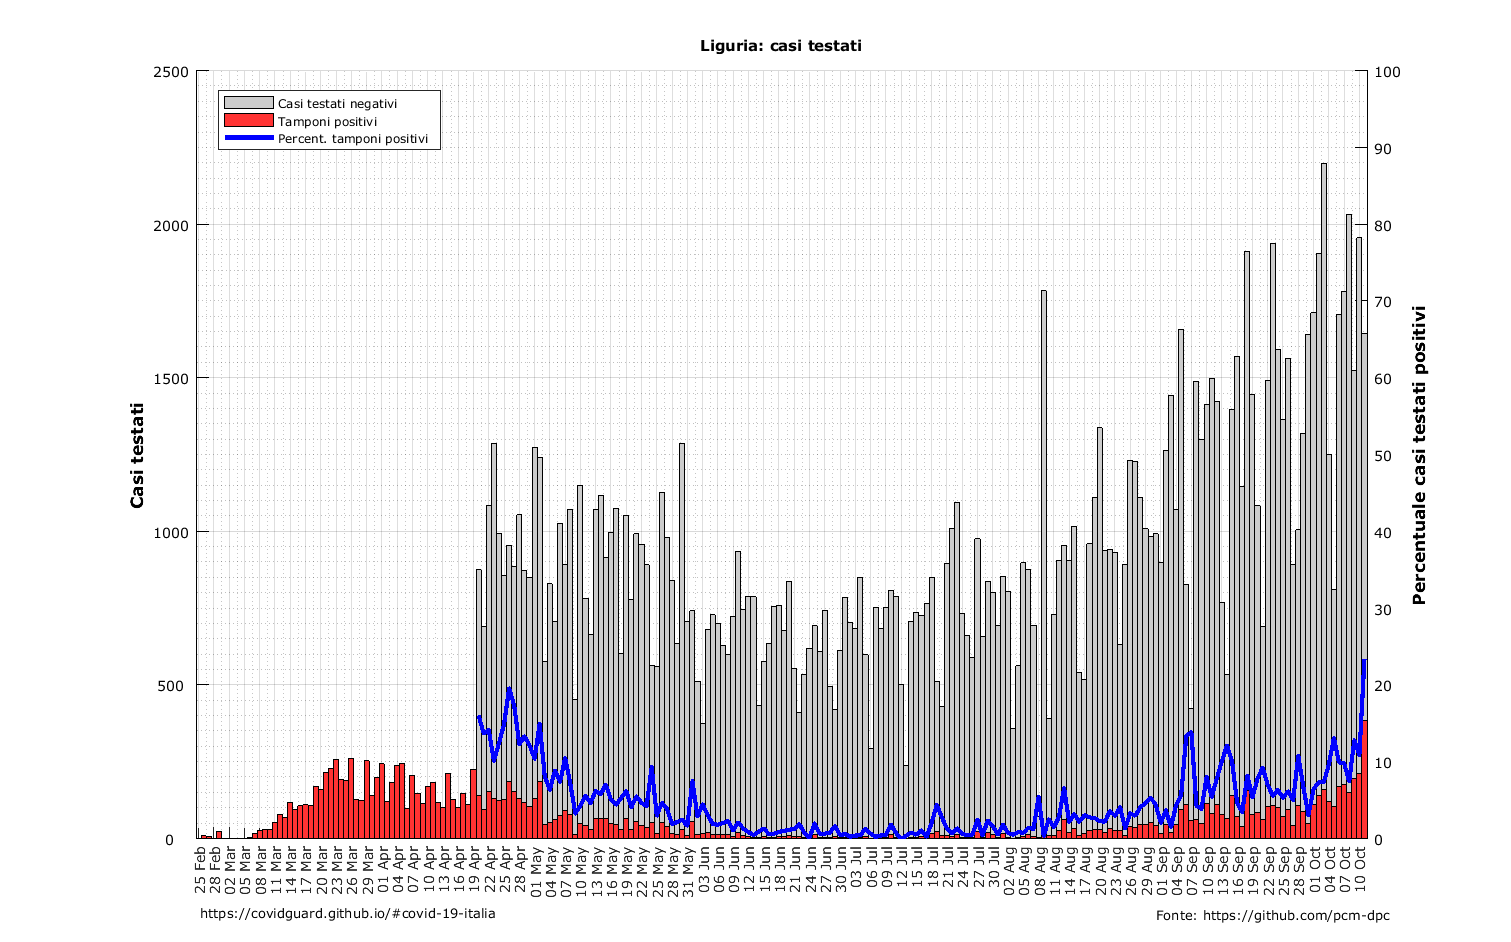 Liguria: casi testati
Casi testati negativi
Tamponi positivi
Percent. tamponi positivi
Casi testati
2500
2000
1500
1000
500
0
100
90
80
70
60
50
40
30
20
10
0
Percentuale casi testati positivi
25 Feb
28 Feb
02 Mar
05 Mar
08 Mar
11 Mar
14 Mar
17 Mar
20 Mar
23 Mar
26 Mar
29 Mar
01 Apr
04 Apr
07 Apr
10 Apr
13 Apr
16 Apr
19 Apr
22 Apr
25 Apr
28 Apr
01 May
04 May
07 May
10 May
13 May
16 May
19 May
22 May
25 May
28 May
31 May
03 Jun
06 Jun
09 Jun
12 Jun
15 Jun
18 Jun
21 Jun
24 Jun
27 Jun
30 Jun
03 Jul
06 Jul
09 Jul
12 Jul
15 Jul
18 Jul
21 Jul
24 Jul
27 Jul
30 Jul
02 Aug
05 Aug
08 Aug
11 Aug
14 Aug
17 Aug
20 Aug
23 Aug
26 Aug
29 Aug
01 Sep
04 Sep
07 Sep
10 Sep
13 Sep
16 Sep
19 Sep
22 Sep
25 Sep
28 Sep
01 Oct
04 Oct
07 Oct
10 Oct
https://covidguard.github.io/#covid-19-italia
Fonte: https://github.com/pcm-dpc